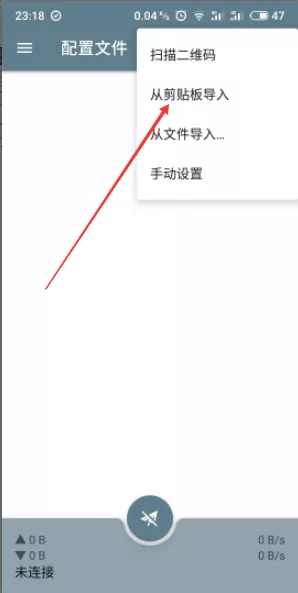 23:18
0.04 K/s
47
配置文件
扫描二维码
从剪贴板导入
从文件导入...
手动设置
▲ 0 B
0 B/s
▼ 0 B
0 B/s
未连接